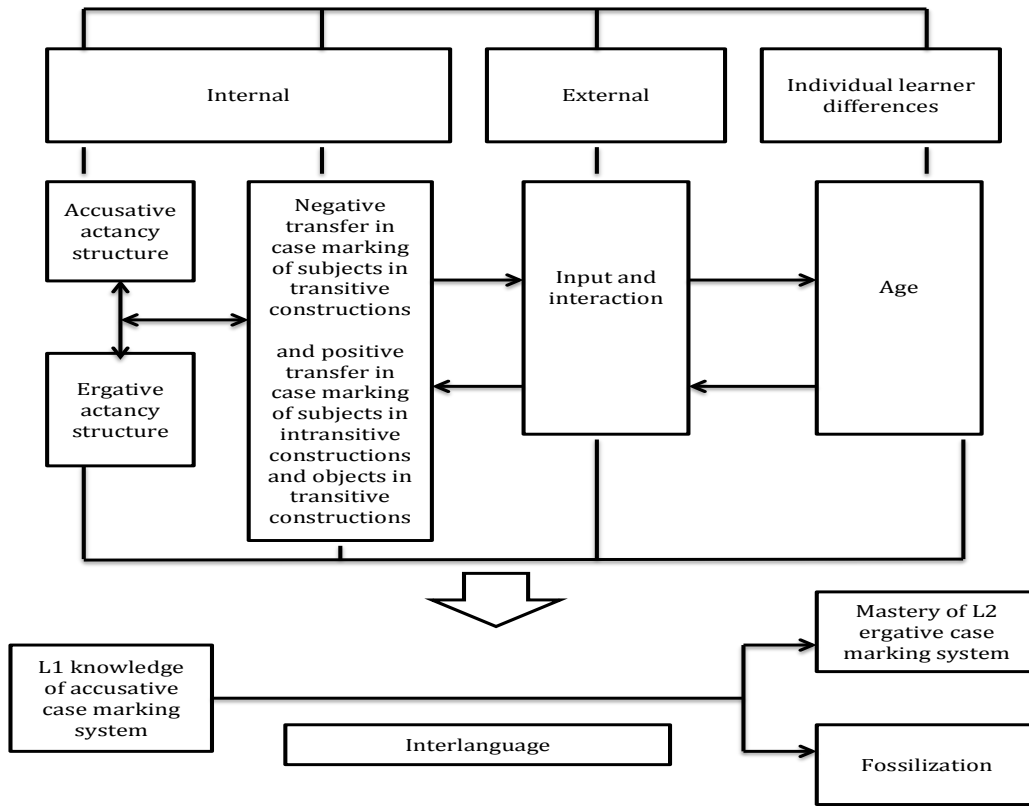 Internal
External
Individual learner
differences
Accusative
actancy
structure
Ergative
actancy
structure
Negative
transfer in
case marking
of subjects in
transitive
constructions
and positive
transfer in
case marking
of subjects in
intransitive
constructions
and objects in
transitive
constructions
Input and
interaction
Age
L1 knowledge
of accusative
case marking
system
Interlanguage
Mastery of L2
ergative case
marking system
Fossilization